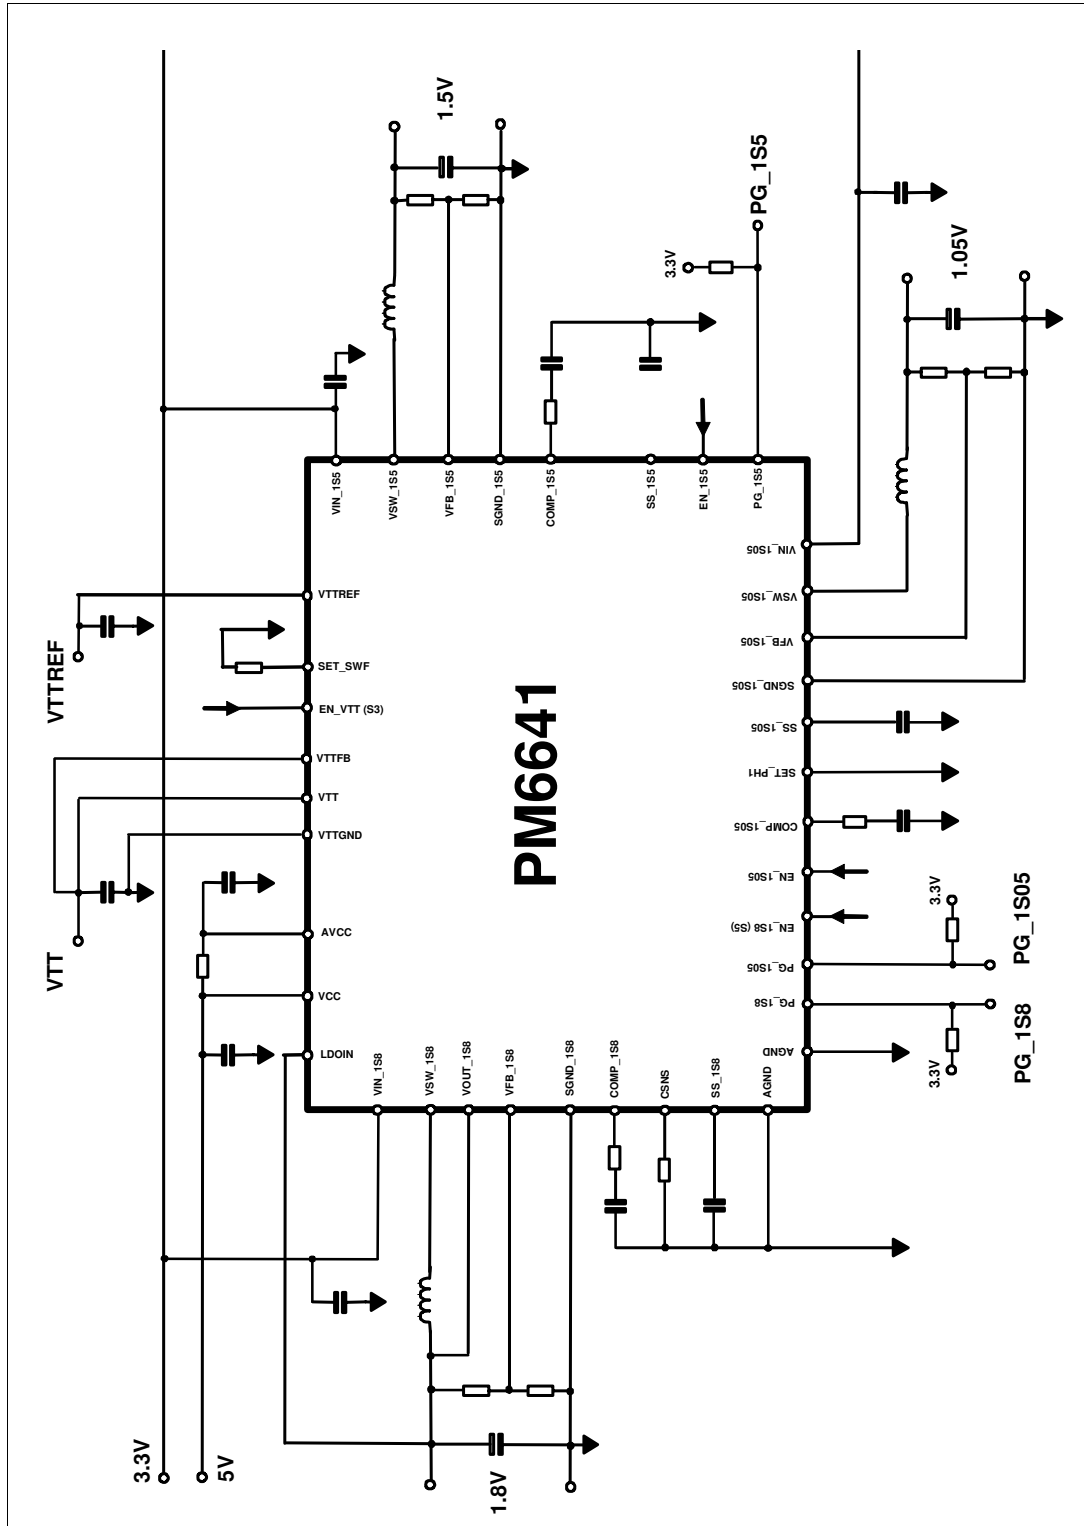 1.5V
PG_1S5
3.3V
1.05V
VIN_1S5
VSW_1S5
VFB_1S5
SGND_1S5
COMP_1S5
SS_1S5
EN_1S5
PG_1S5
VTTREF
VTTREF
SET_SWF
EN_VTT (S3)
VTTFB
VTT
VTTGND
VTT
AVCC
VCC
LDOIN
PM6641
VIN_1S05
VSW_1S05
VFB_1S05
SGND_1S05
SS_1S05
SET_PH1
COMP_1S05
EN_1S05
EN_1S8 (S5)
PG_1S05
PG_1S8
AGND
3.3V
PG_1S05
3.3V
PG_1S8
VIN_1S8
VSW_1S8
VOUT_1S8
VFB_1S8
SGND_1S8
COMP_1S8
CSNS
SS_1S8
AGND
3.3V
5V
1.8V